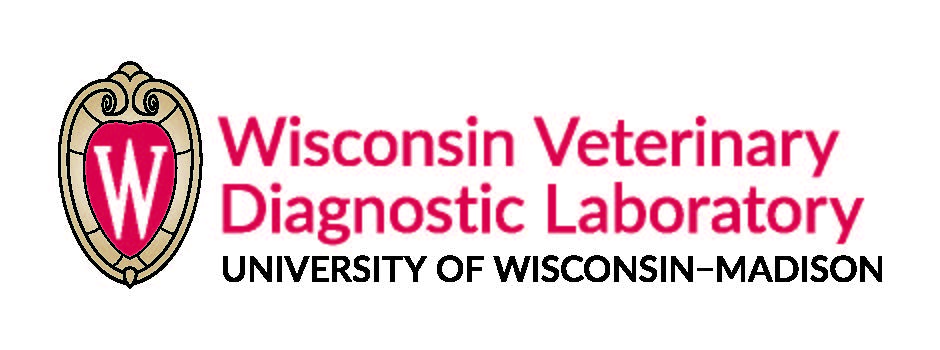 W
Wisconsin Veterinary
Diagnostic Laboratory
UNIVERSITY OF WISCONSIN–MADISON